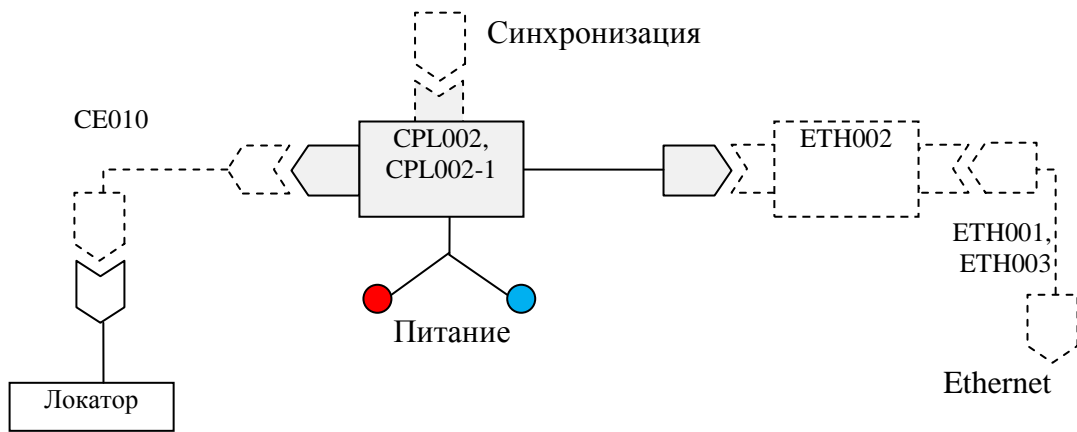 Синхронизация
CE010
CPL002,
CPL002-1
ETH002
ETH001,
ETH003
Питание
Ethernet
Локатор